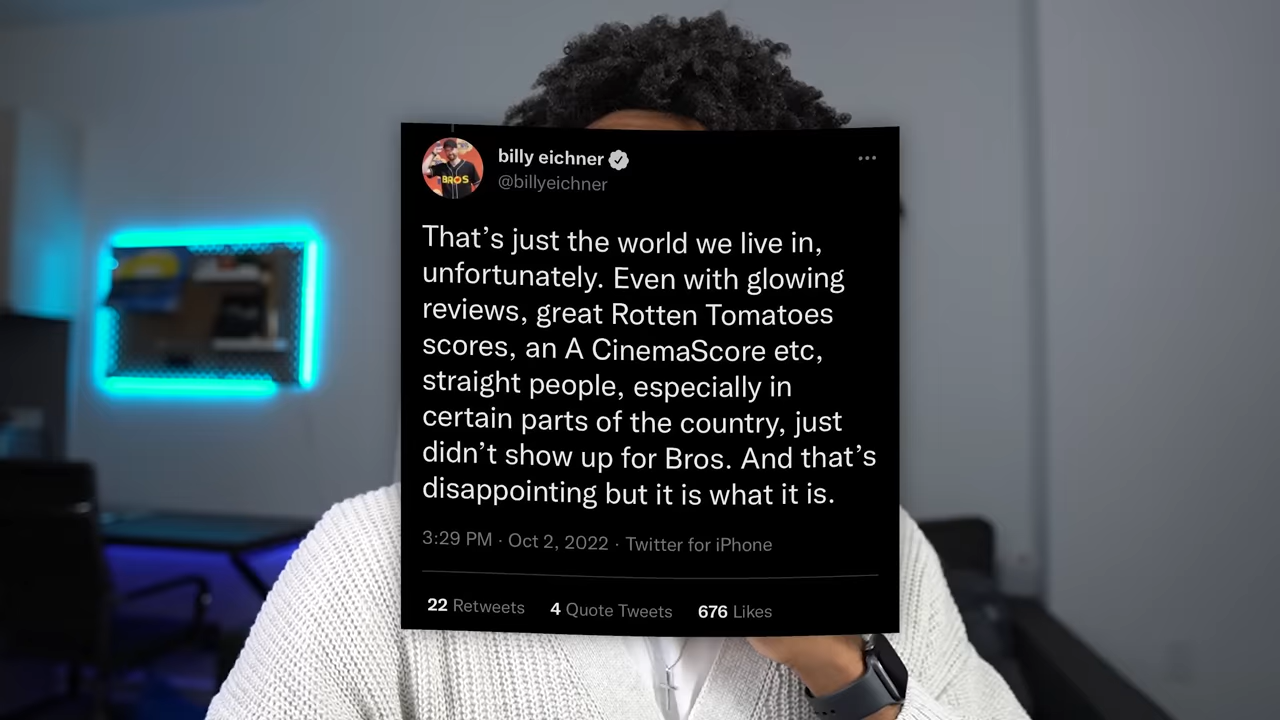 billy eichner
@billyeichner
BROS
That’s just the world we live in,
unfortunately. Even with glowing
reviews, great Rotten Tomatoes
scores, an A CinemaScore etc,
straight people, especially in
certain parts of the country, just
didn’t show up for Bros. And that’s
disappointing but it is what it is.
3:29 PM · Oct 2, 2022 · Twitter for iPhone
22 Retweets 4 Quote Tweets 676 Likes